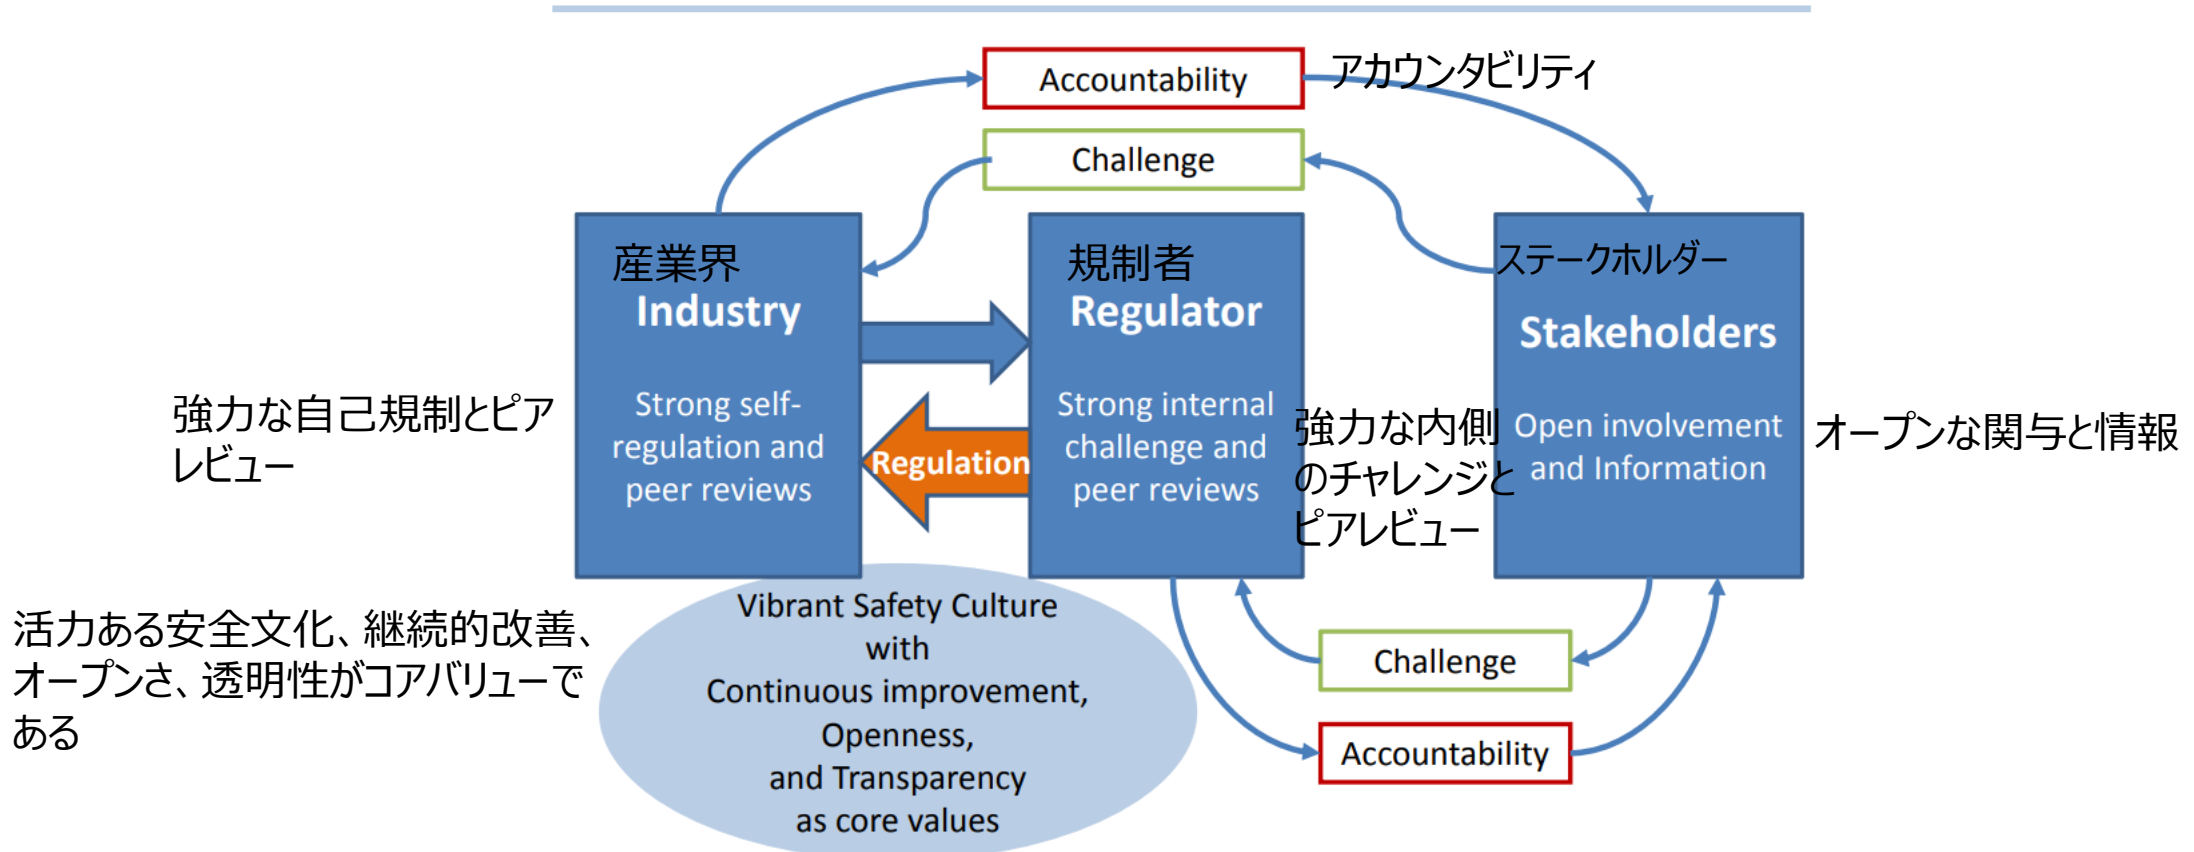 Accountability
アカウンタビリティ
Challenge
産業界
Industry
Strong self-
regulation and
peer reviews
強力な自己規制とピア
レビュー
Regulation
規制者
Regulator
Strong internal
challenge and
peer reviews
強力な内側
のチャレンジと
ピアレビュー
ステークホルダー
Stakeholders
Open involvement
and Information
オープンな関与と情報
活力ある安全文化、継続的改善、
オープンさ、透明性がコアバリューで
ある
Vibrant Safety Culture
with
Continuous improvement,
Openness,
and Transparency
as core values
Challenge
Accountability